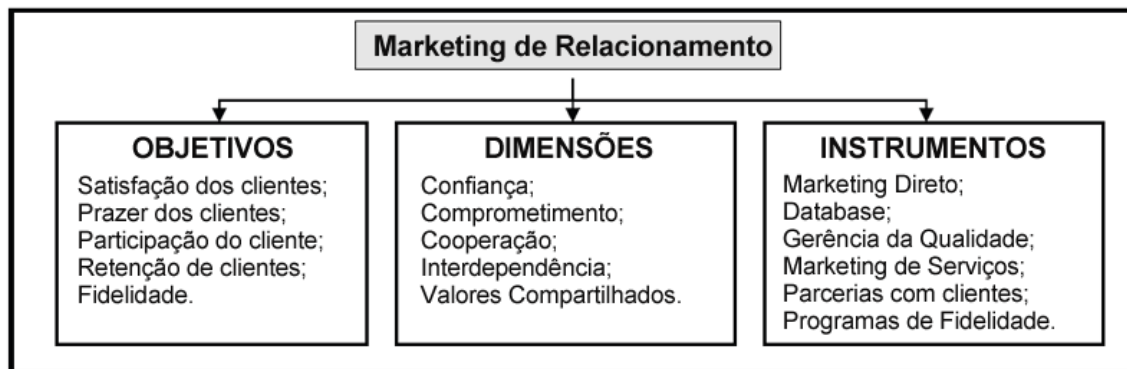 Marketing de Relacionamento
OBJETIVOS
Satisfação dos clientes;
Prazer dos clientes;
Participação do cliente;
Retenção de clientes;
Fidelidade.
DIMENSÕES
Confiança;
Comprometimento;
Cooperação;
Interdependência;
Valores Compartilhados.
INSTRUMENTOS
Marketing Direto;
Database;
Gerência da Qualidade;
Marketing de Serviços;
Parcerias com clientes;
Programas de Fidelidade.